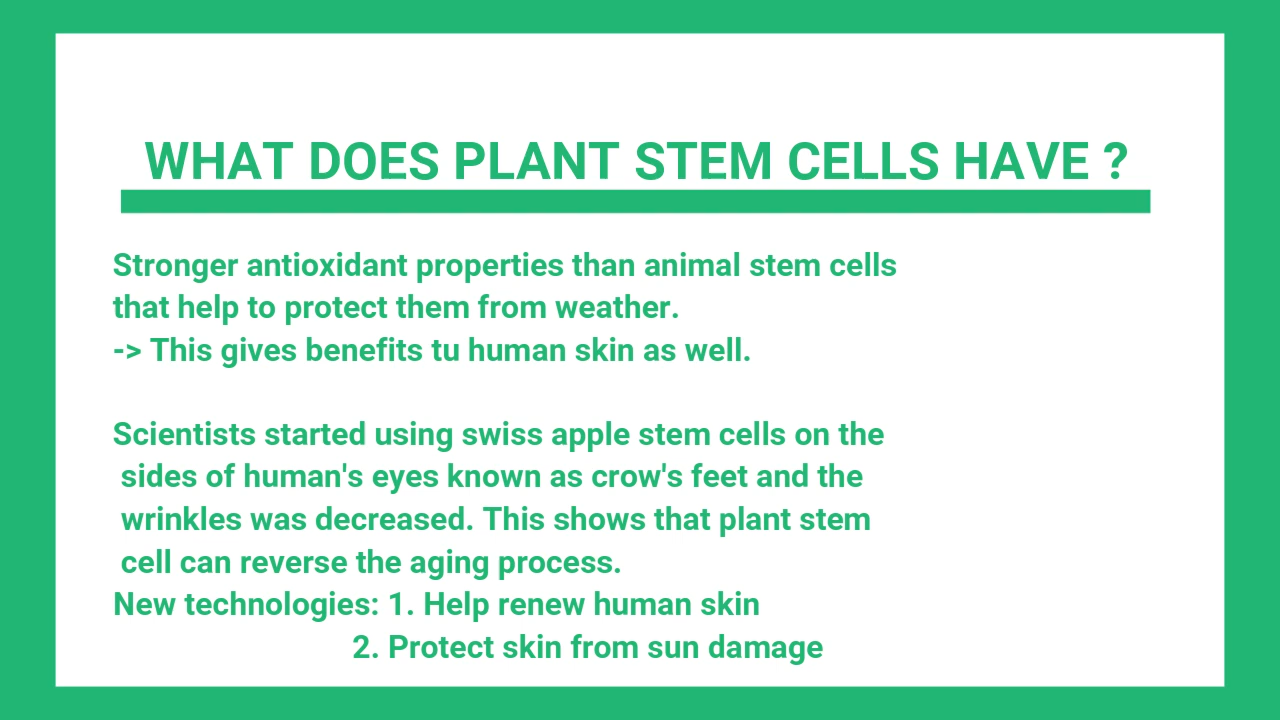 WHAT DOES PLANT STEM CELLS HAVE ?
Stronger antioxidant properties than animal stem cells
that help to protect them from weather.
-> This gives benefits tu human skin as well.
Scientists started using swiss apple stem cells on the
sides of human's eyes known as crow's feet and the
wrinkles was decreased. This shows that plant stem
cell can reverse the aging process.
New technologies: 1. Help renew human skin
2. Protect skin from sun damage